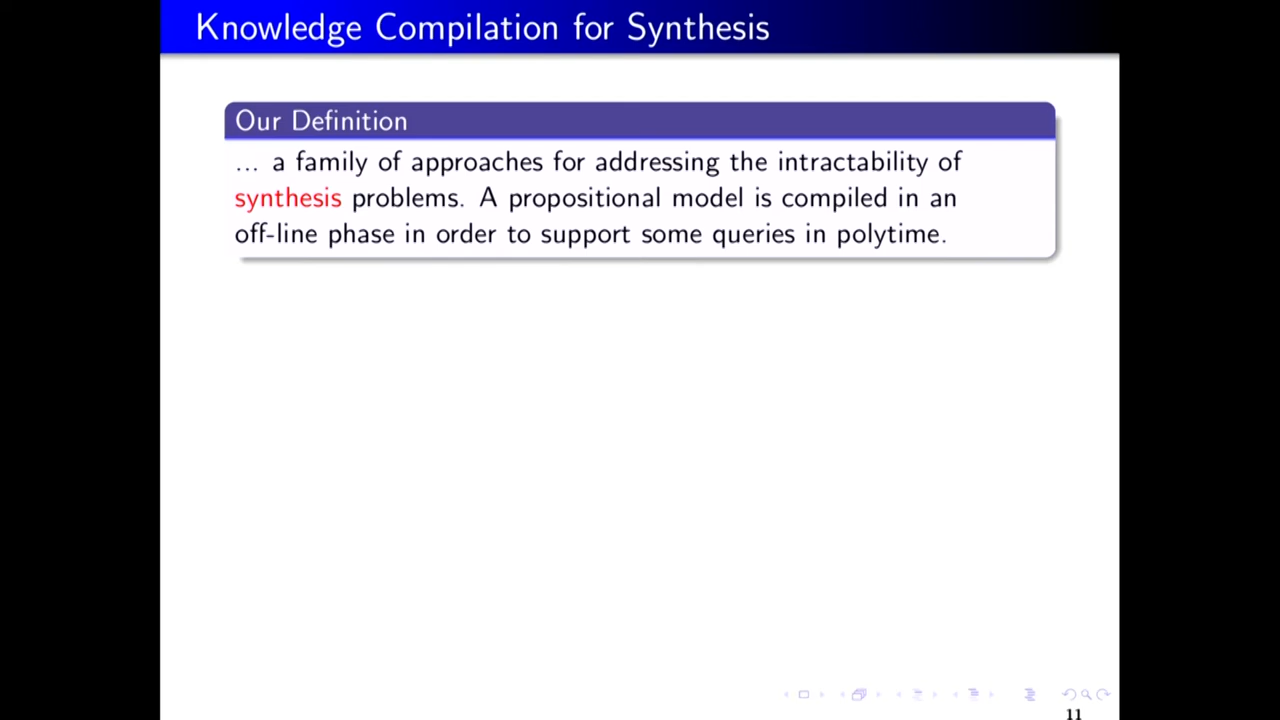 Knowledge Compilation for Synthesis
Our Definition
... a family of approaches for addressing the intractability of
synthesis problems. A propositional model is compiled in an
off-line phase in order to support some queries in polytime.
11